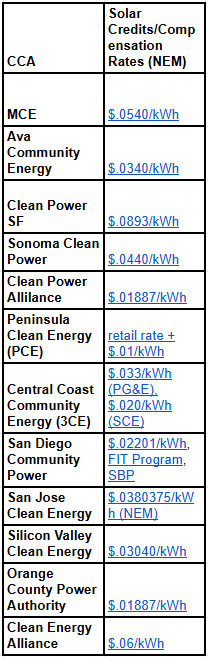 CCA
Solar
Credits/Comp
ensation
Rates (NEM)
MCE
$.0540/kWh
Ava
Community
Energy
$.0340/kWh
Clean Power
SF
$.0893/kWh
Sonoma Clean
Power
$.0440/kWh
Clean Power
Allilance
$.01887/kWh
Peninsula
Clean Energy
(PCE)
retail rate +
$.01/kWh
Central Coast
Community
Energy (3CE)
$.033/kWh
(PG&E),
$.020/kWh
(SCE)
San Diego
Community
Power
$.02201/kWh,
FIT Program,
SBP
San Jose
Clean Energy
$.0380375/kW
h (NEM)
Silicon Valley
Clean Energy
$.03040/kWh
Orange
County Power
Authority
$.01887/kWh
Clean Energy
Alliance
$.06/kWh